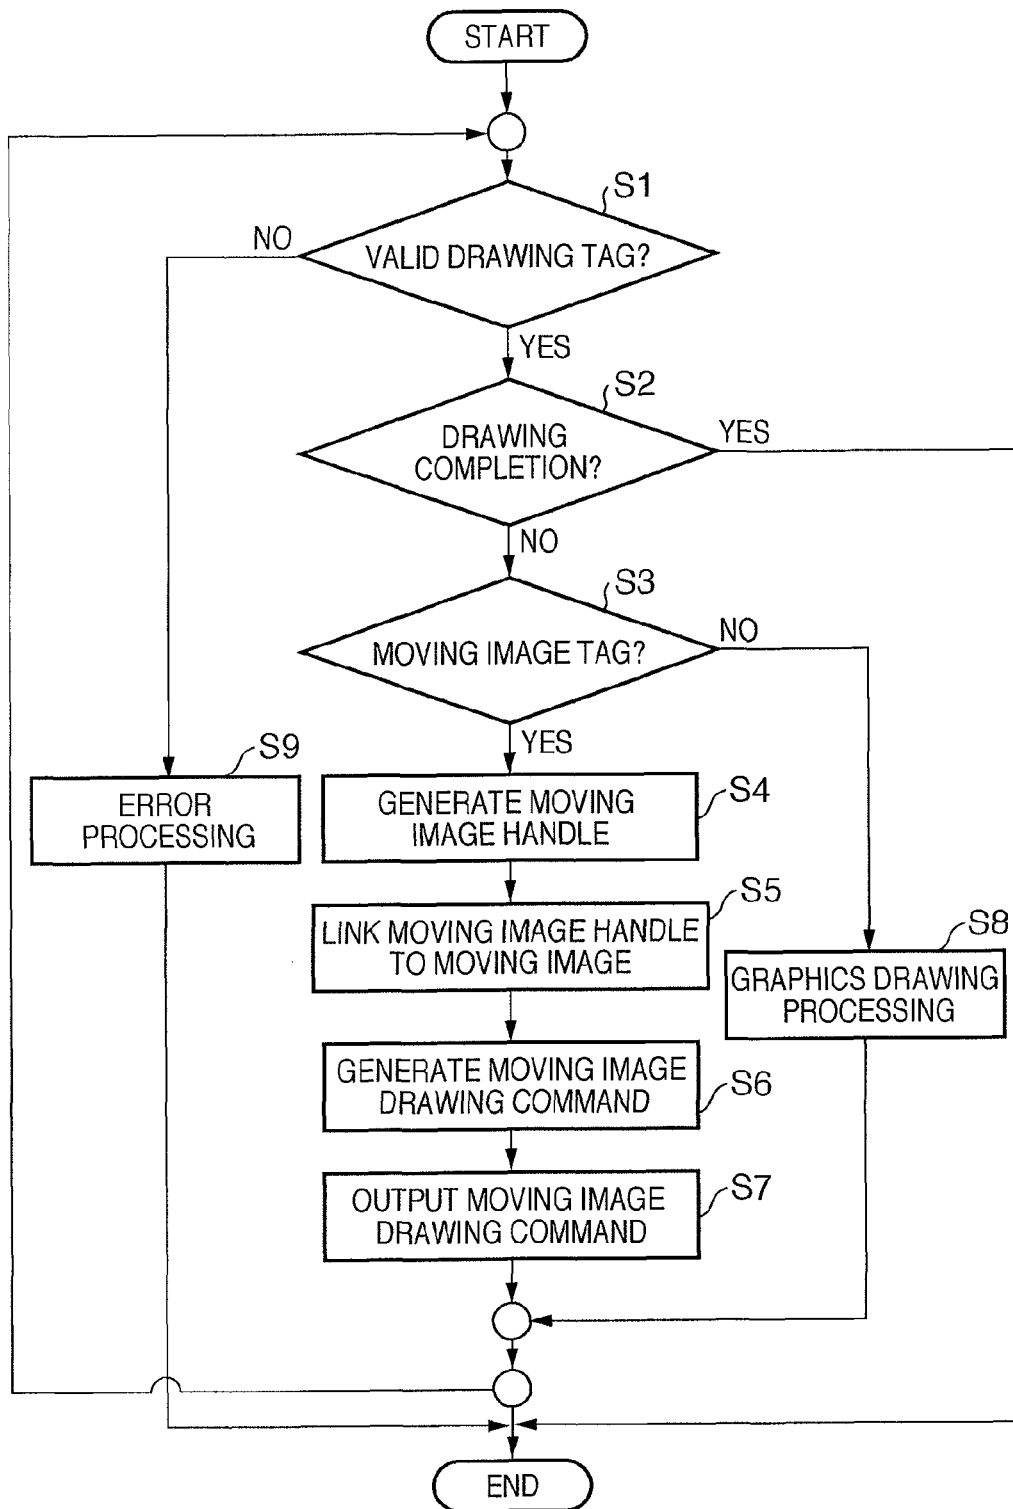 START
S1
NO
VALID DRAWING TAG?
YES
S2
DRAWING
COMPLETION?
YES
NO
S3
MOVING IMAGE TAG?
NO
YES
S9
ERROR
PROCESSING
S4
GENERATE MOVING
IMAGE HANDLE
S5
LINK MOVING IMAGE HANDLE
TO MOVING IMAGE
S8
GRAPHICS DRAWING
PROCESSING
GENERATE MOVING IMAGE
DRAWING COMMAND
S6
OUTPUT MOVING IMAGE
DRAWING COMMAND
S7
END